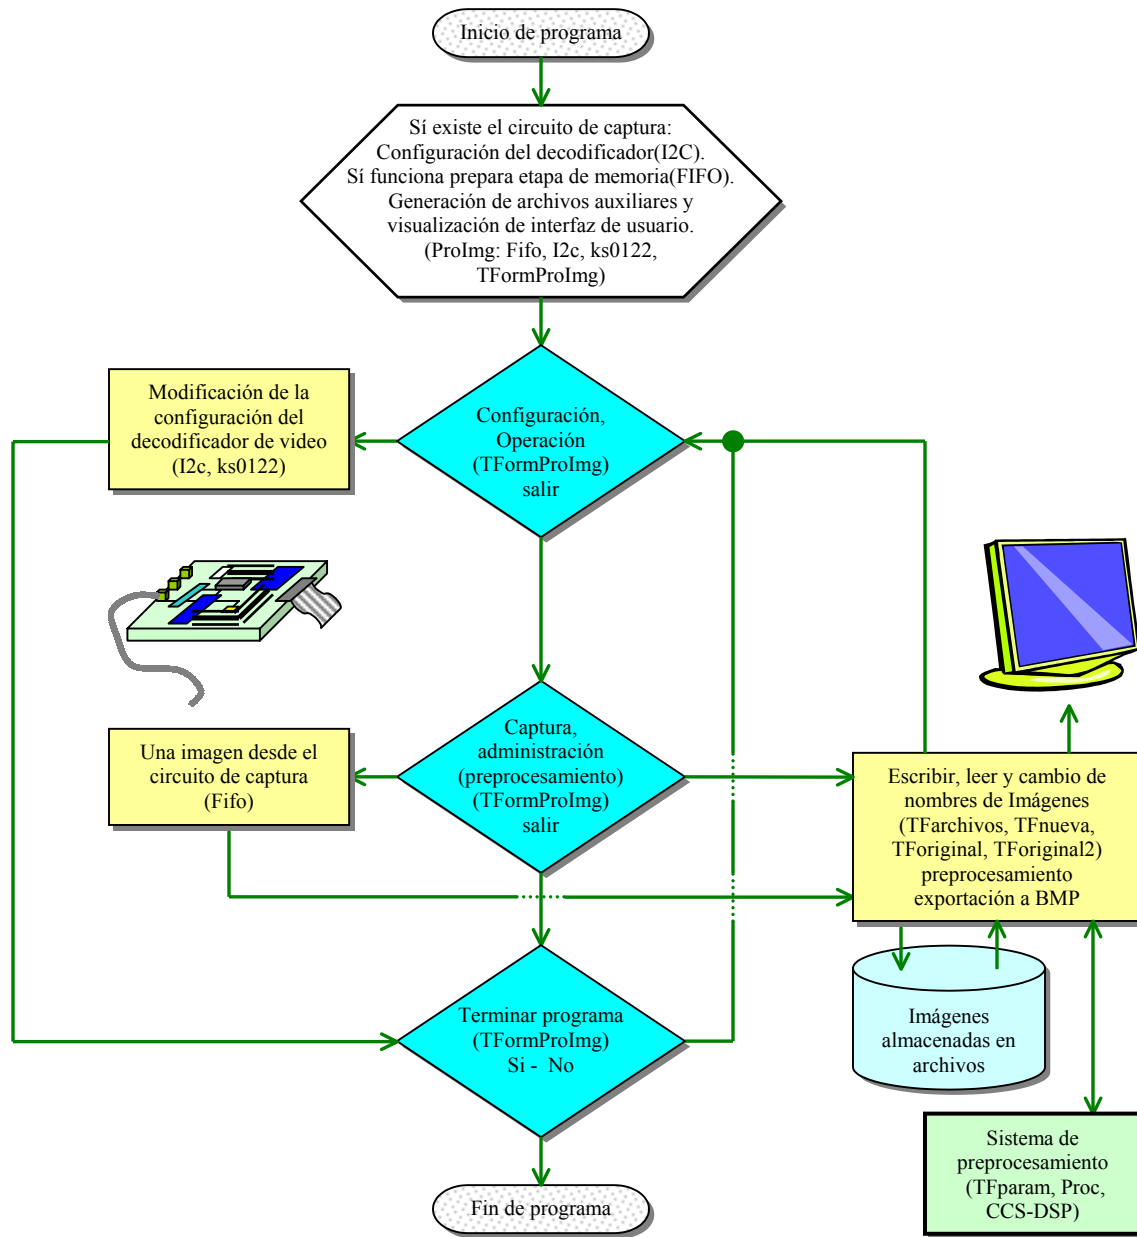 Inicio de programa
Sí existe el circuito de captura:
Configuración del decodificador(I2C).
Sí funciona prepara etapa de memoria(FIFO).
Generación de archivos auxiliares y
visualización de interfaz de usuario.
(ProImg: Fifo, I2c, ks0122,
TFormProImg)
Modificación de la
configuración del
decodificador de video
(I2c, ks0122)
Configuración,
Operación
(TFormProImg)
salir
Una imagen desde el
circuito de captura
(Fifo)
Captura,
administración
(preprocesamiento)
(TFormProImg)
salir
Escribir, leer y cambio de
nombres de Imágenes
(TFarchivos, TFnueva,
TForiginal, TForiginal2)
preprocesamiento
exportación a BMP
Terminar programa
(TFormProImg)
Si - No
Imágenes
almacenadas en
archivos
Sistema de
preprocesamiento
(TFparam, Proc,
CCS-DSP)
Fin de programa